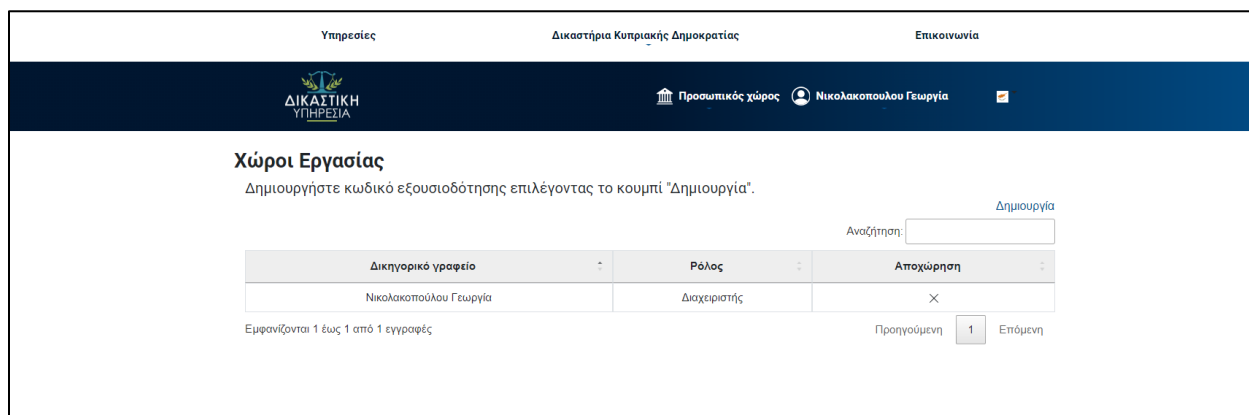 Υπηρεσίες Δικαστήρια Κυπριακής Δημοκρατίας Επικοινωνία
ΔΙΚΑΣΤΙΚΗ
ΥΠΗΡΕΣΙΑ
Προσωπικός χώρος Νικολακοπουλου Γεωργία
Χώροι Εργασίας
Δημιουργήστε κωδικό εξουσιοδότησης επιλέγοντας το κουμπί "Δημιουργία".
Δημιουργία
Αναζήτηση:
Δικηγορικό γραφείο Ρόλος Αποχώρηση
Νικολακοπούλου Γεωργία Διαχειριστής
Εμφανίζονται 1 έως 1 από 1 εγγραφές Προηγούμενη 1 Επόμενη